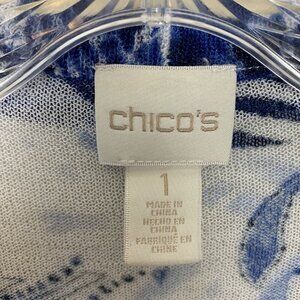 chico's
1
MADE IN
CHINA
HECHO EN
CHINA
FABRIQUÉ EN
CHINE